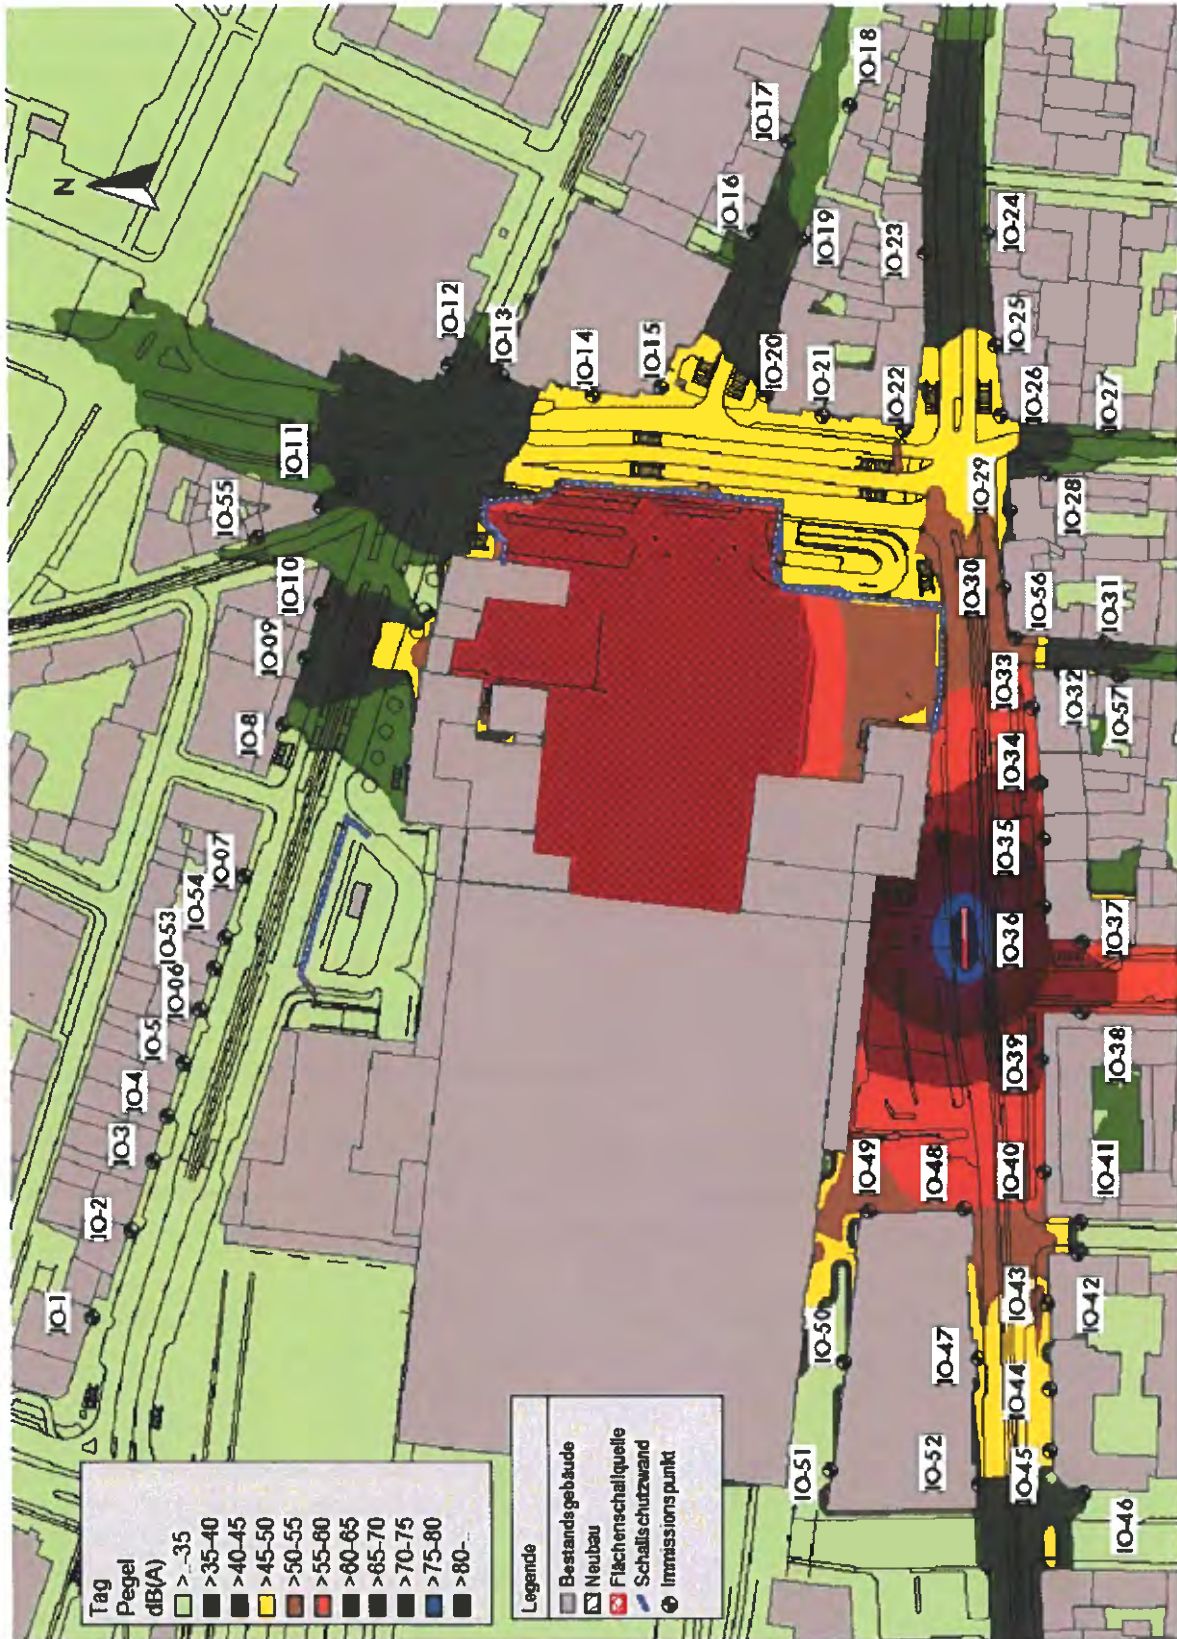 N
IO-18
IO-17
IO-16
IO-19
IO-23
IO-24
IO-12
IO-13
IO-14
IO-15
IO-20
IO-21
IO-22
IO-25
IO-26
IO-27
IO-11
IO-55
IO-10
IO-09
IO-8
IO-29
IO-28
IO-30
IO-56
IO-31
IO-33
IO-32
IO-57
IO-34
IO-35
IO-07
IO-54
IO-53
IO-06
IO-5
IO-4
IO-3
IO-2
IO-1
IO-36
IO-37
IO-39
IO-38
IO-49
IO-48
IO-40
IO-41
IO-50
IO-47
IO-43
IO-42
IO-44
IO-51
IO-52
IO-45
IO-46
Tag
Pegel
dB(A)
>..-35
>35-40
>40-45
>45-50
>50-55
>55-60
>60-65
>65-70
>70-75
>75-80
>80-..
Legende
Bestandsgebäude
Neubau
Flächenschallquelle
Schallschutzwand
Immissionspunkt